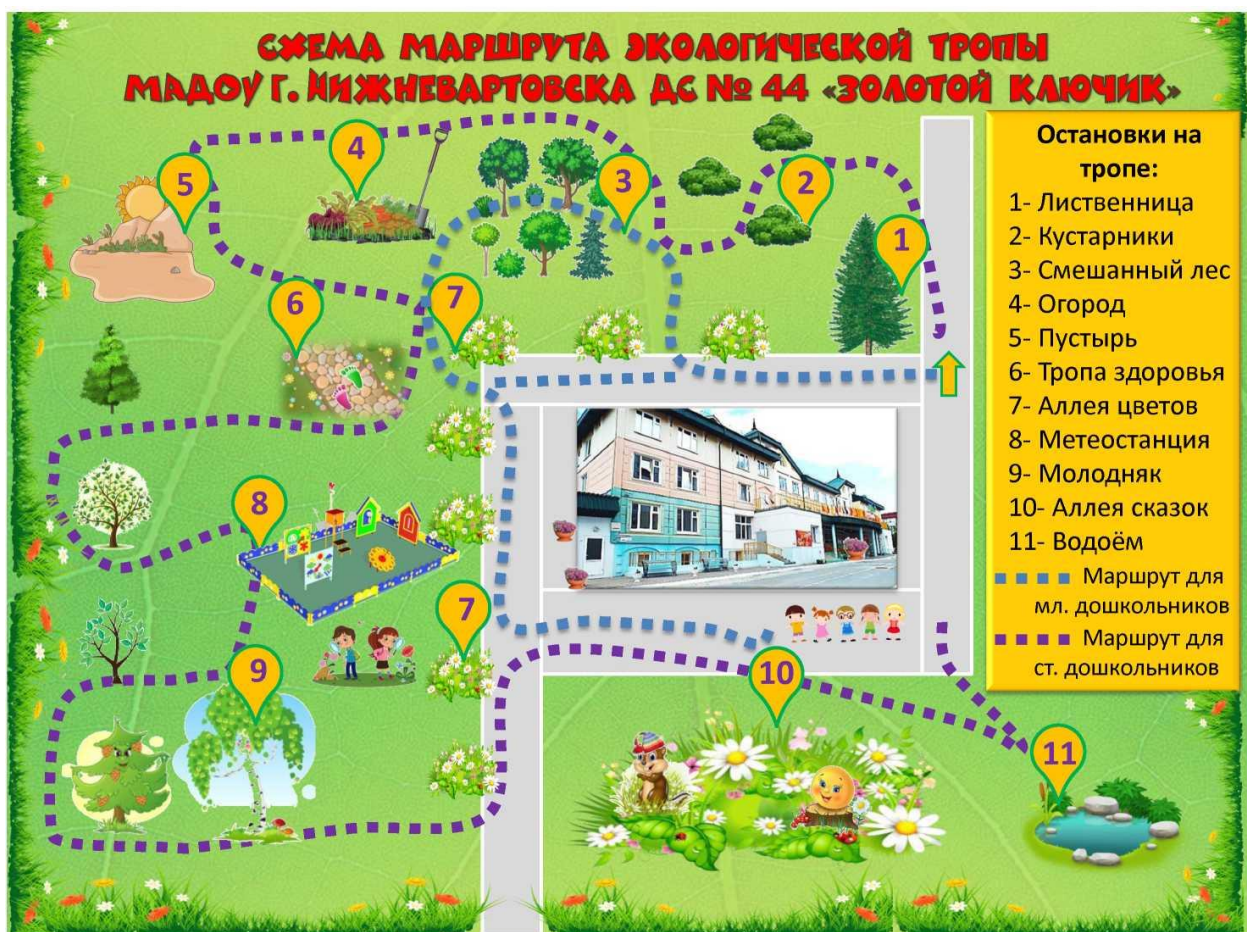 СХЕМА МАРШРУТА ЭКОЛОГИЧЕСКОЙ ТРОПЫ
МАДОУ Г. НИЖНЕВАРТОВСКА ДС № 44 «ЗОЛОТОЙ КЛЮЧИК»
Остановки на
тропе:
1- Лиственница
2- Кустарники
3- Смешанный лес
4- Огород
5- Пустырь
6- Тропа здоровья
7- Аллея цветов
8- Метеостанция
9- Молодняк
10- Аллея сказок
11- Водоём
Маршрут для
мл. дошкольников
Маршрут для
ст. дошкольников
4
5
3
2
1
6
7
8
7
9
10
11